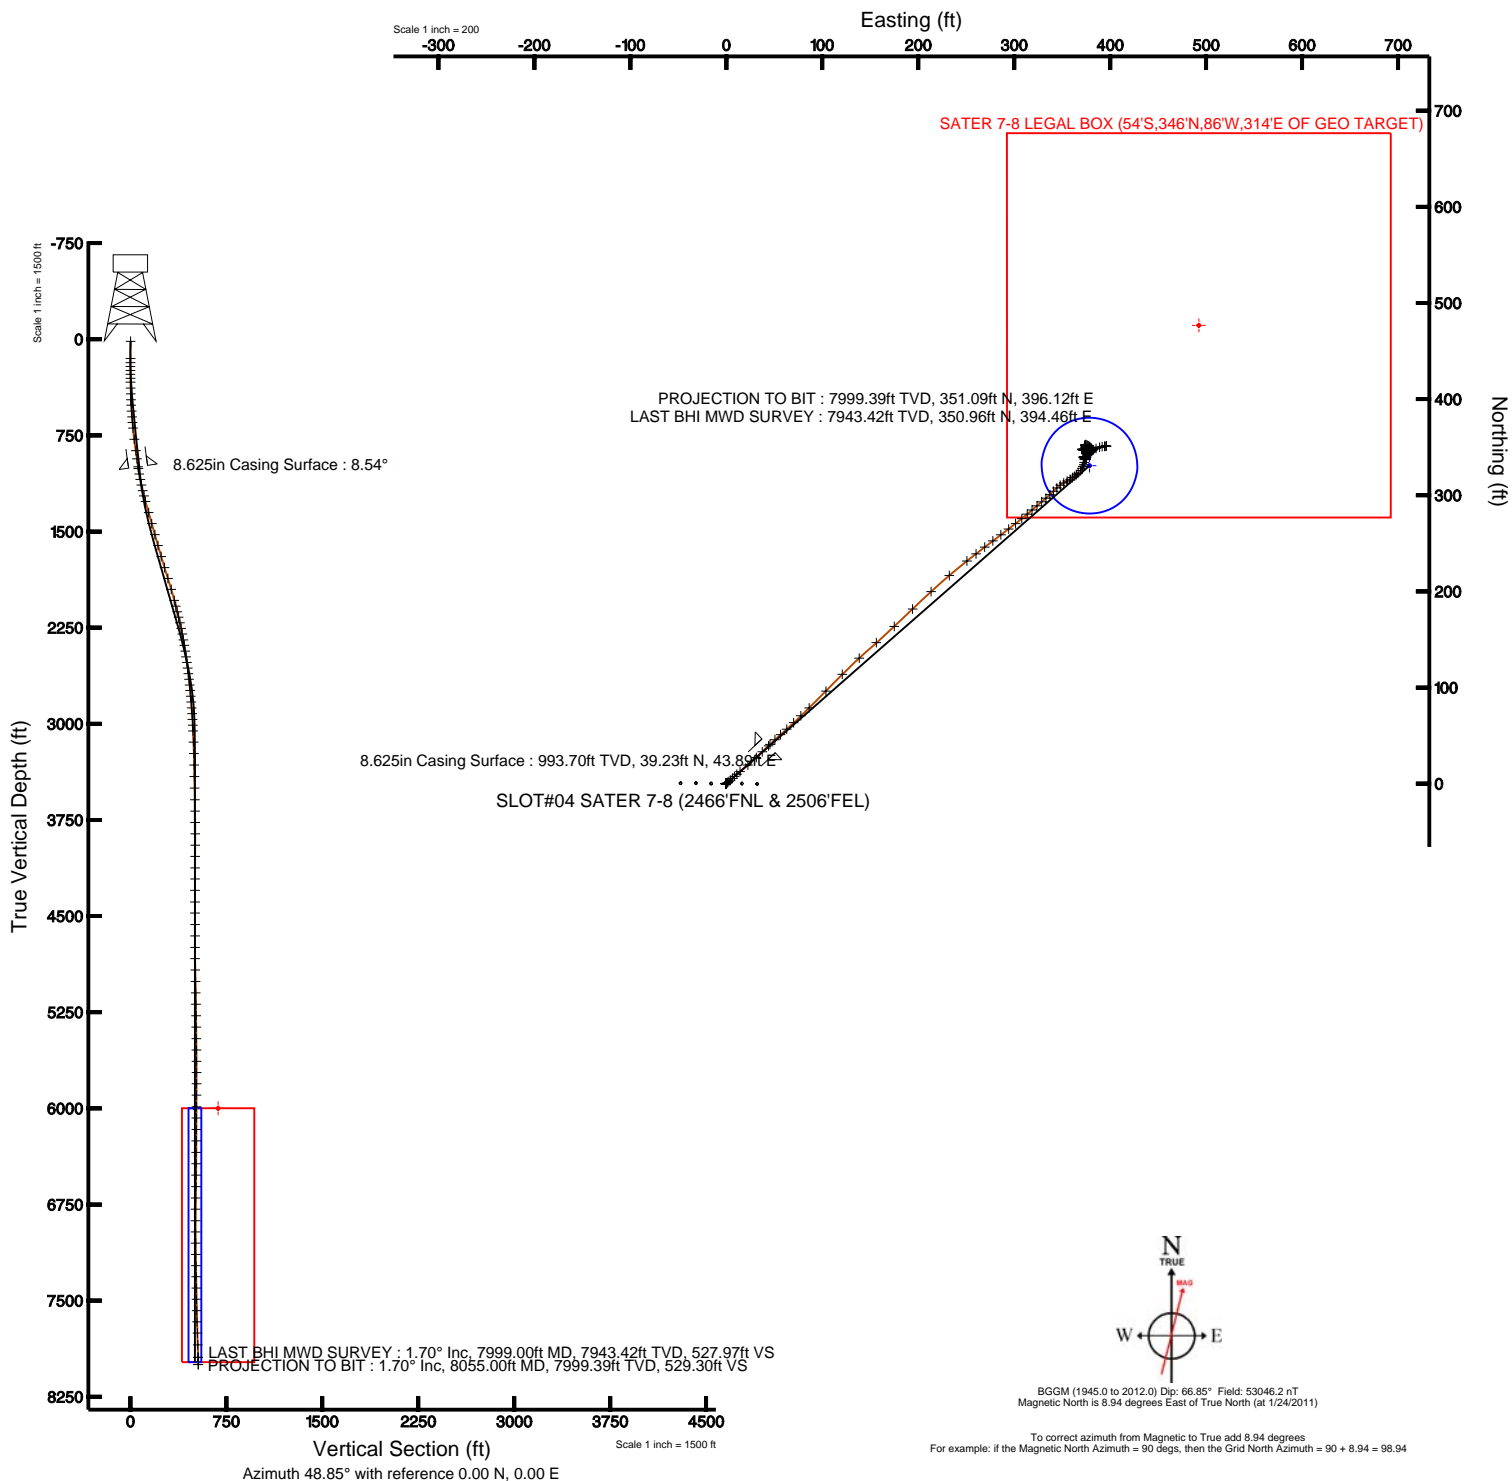 Easting (ft)
Scale 1 inch = 200
-300 -200 -100 0 100 200 300 400 500 600 700
SATER 7-8 LEGAL BOX (54'S,346'N,86'W,314'E OF GEO TARGET)
700
600
500
400
300
200
100
0
Northing (ft)
PROJECTION TO BIT : 7999.39ft TVD, 351.09ft N, 396.12ft E
LAST BHI MWD SURVEY : 7943.42ft TVD, 350.96ft N, 394.46ft E
8.625in Casing Surface : 993.70ft TVD, 39.23ft N, 43.89ft E
SLOT#04 SATER 7-8 (2466'FNL & 2506'FEL)
Scale 1 inch = 1500 ft
-750
0
750
1500
2250
3000
3750
4500
5250
6000
6750
7500
8250
True Vertical Depth (ft)
8.625in Casing Surface : 8.54°
LAST BHI MWD SURVEY : 1.70° Inc, 7999.00ft MD, 7943.42ft TVD, 527.97ft VS
PROJECTION TO BIT : 1.70° Inc, 8055.00ft MD, 7999.39ft TVD, 529.30ft VS
0 750 1500 2250 3000 3750 4500
Vertical Section (ft)
Scale 1 inch = 1500 ft
Azimuth 48.85° with reference 0.00 N, 0.00 E
N
TRUE
MAG
W E
BGGM (1945.0 to 2012.0) Dip: 66.85° Field: 53046.2 nT
Magnetic North is 8.94 degrees East of True North (at 1/24/2011)
To correct azimuth from Magnetic to True add 8.94 degrees
For example: if the Magnetic North Azimuth = 90 degs, then the Grid North Azimuth = 90 + 8.94 = 98.94